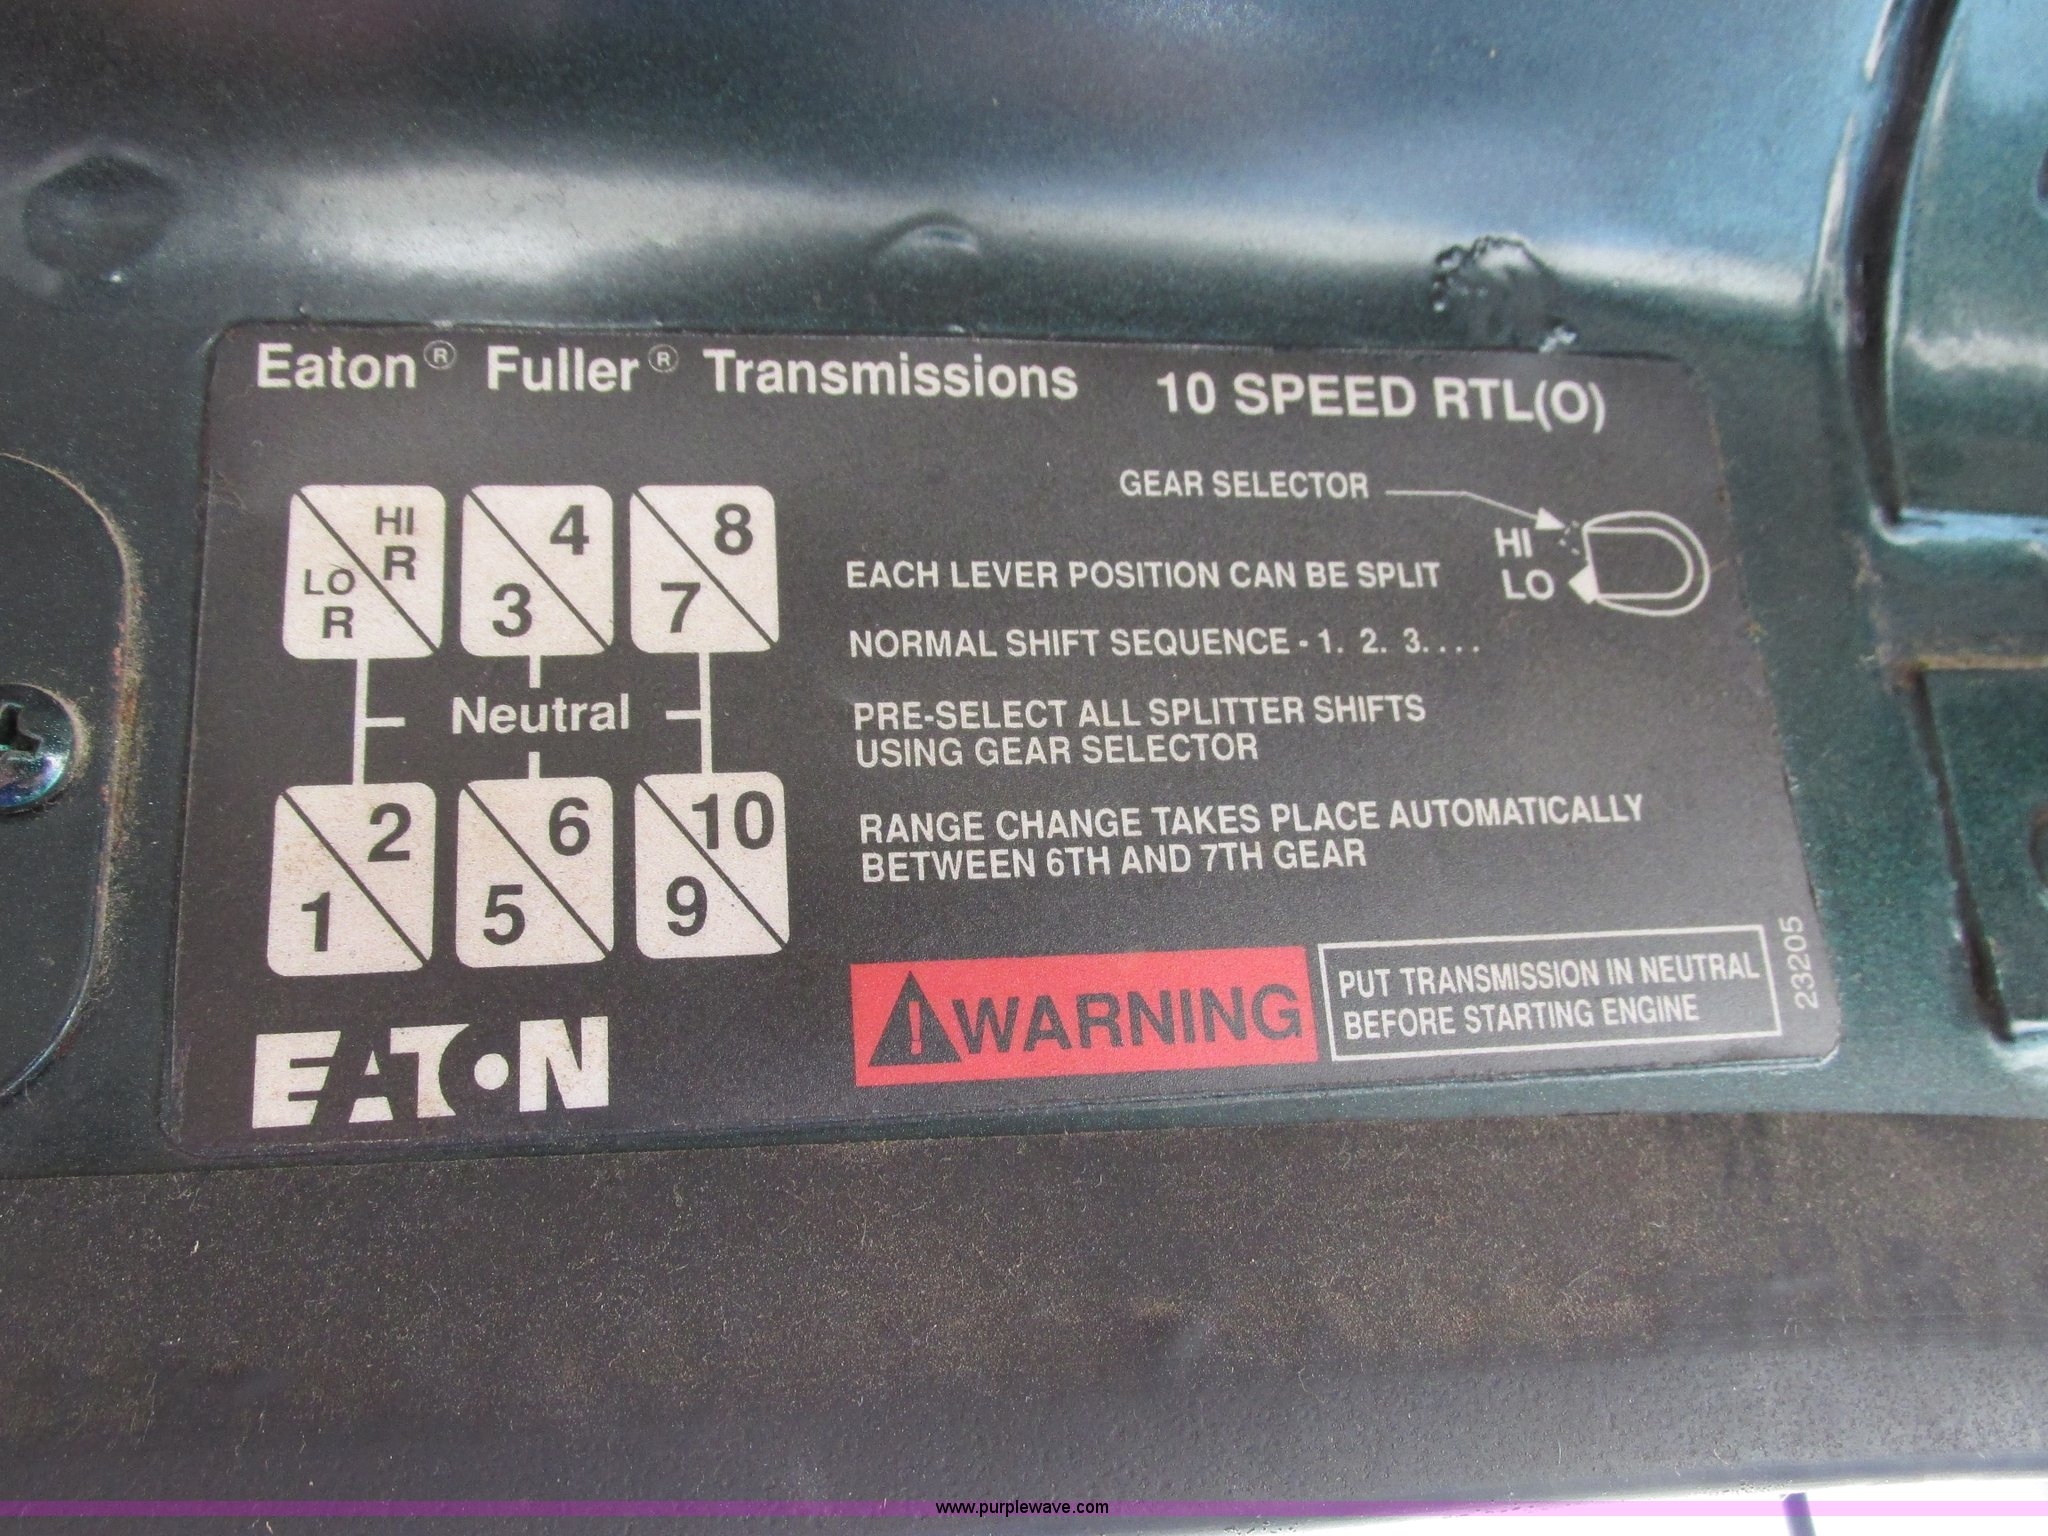 Eaton® Fuller® Transmissions 10 SPEED RTL(O)
GEAR SELECTOR
HI
LO
HI
R
LO
R
4
3
8
7
Neutral
2
1
6
5
10
9
EACH LEVER POSITION CAN BE SPLIT
NORMAL SHIFT SEQUENCE - 1. 2. 3. . . .
PRE-SELECT ALL SPLITTER SHIFTS
USING GEAR SELECTOR
RANGE CHANGE TAKES PLACE AUTOMATICALLY
BETWEEN 6TH AND 7TH GEAR
EATON
WARNING
PUT TRANSMISSION IN NEUTRAL
BEFORE STARTING ENGINE
23205
www.purplewave.com